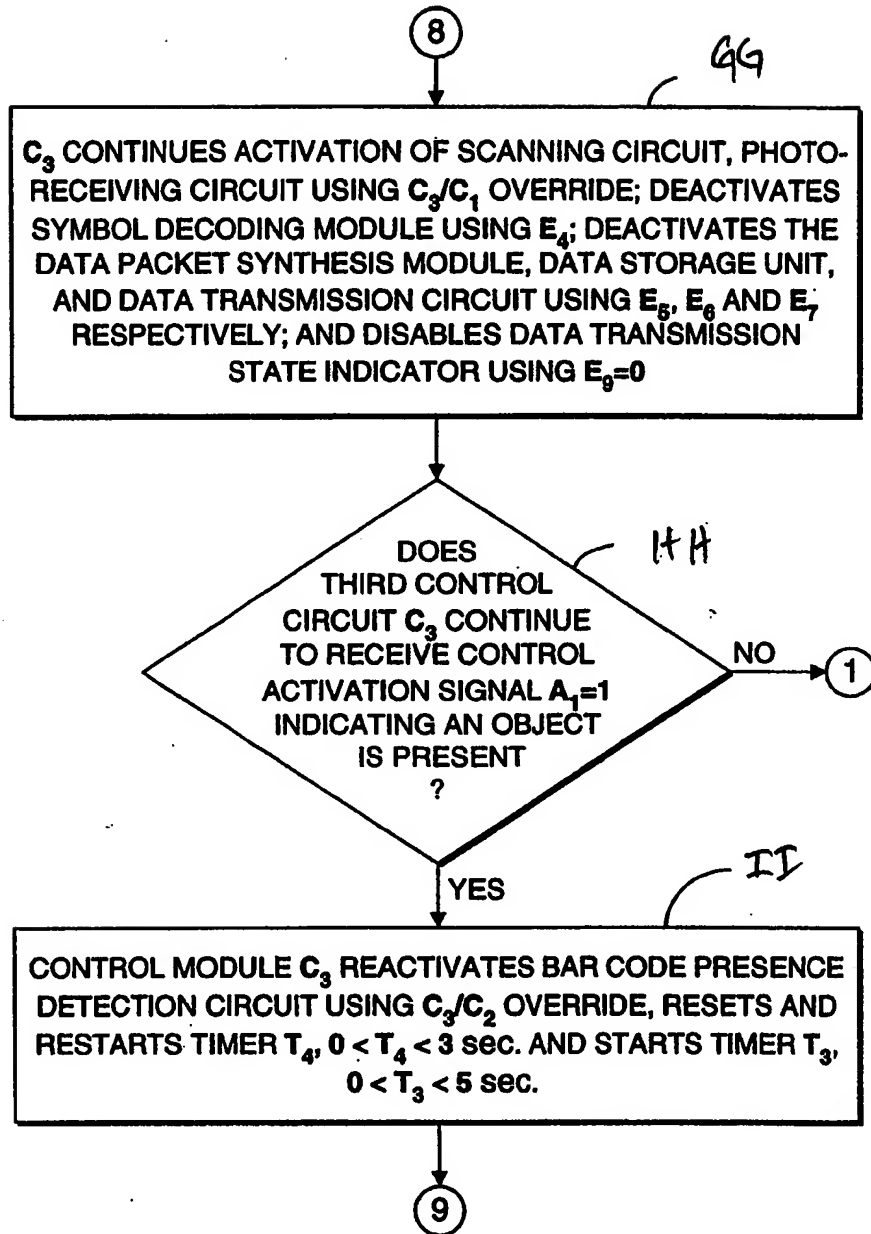 8
GG
C3 CONTINUES ACTIVATION OF SCANNING CIRCUIT, PHOTO-
RECEIVING CIRCUIT USING C3/C1 OVERRIDE; DEACTIVATES
SYMBOL DECODING MODULE USING E4; DEACTIVATES THE
DATA PACKET SYNTHESIS MODULE, DATA STORAGE UNIT,
AND DATA TRANSMISSION CIRCUIT USING E5, E6 AND E7
RESPECTIVELY; AND DISABLES DATA TRANSMISSION
STATE INDICATOR USING E9=0
HH
DOES
THIRD CONTROL
CIRCUIT C3 CONTINUE
TO RECEIVE CONTROL
ACTIVATION SIGNAL A1=1
INDICATING AN OBJECT
IS PRESENT
?
NO
1
YES
II
CONTROL MODULE C3 REACTIVATES BAR CODE PRESENCE
DETECTION CIRCUIT USING C3/C2 OVERRIDE, RESETS AND
RESTARTS TIMER T4, 0 < T4 < 3 sec. AND STARTS TIMER T3,
0 < T3 < 5 sec.
9